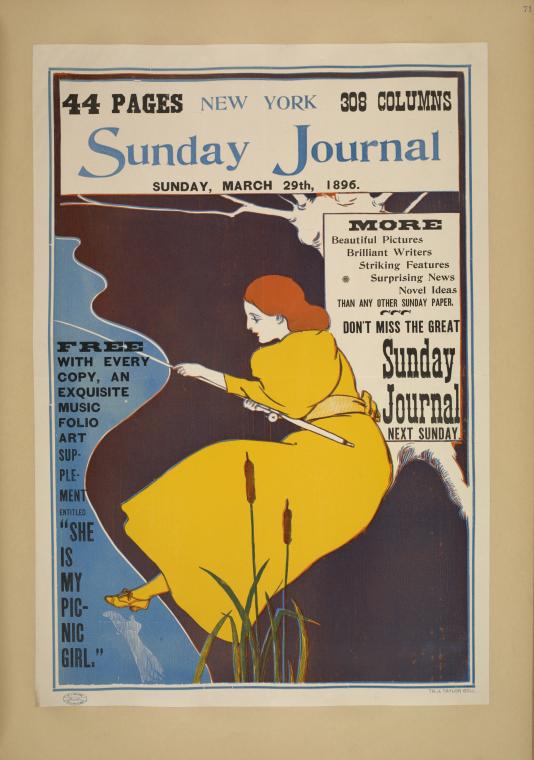 71
44 PAGES NEW YORK 308 COLUMNS
Sunday Journal
SUNDAY, MARCH 29th, 1896.
MORE
Beautiful Pictures
Brilliant Writers
Striking Features
Surprising News
Novel Ideas
THAN ANY OTHER SUNDAY PAPER.
DON'T MISS THE GREAT
Sunday
Journal
NEXT SUNDAY.
FREE
WITH EVERY
COPY, AN
EXQUISITE
MUSIC
FOLIO
ART
SUP-
PLE-
MENT
ENTITLED
"SHE
IS
MY
PIC-
NIC
GIRL."